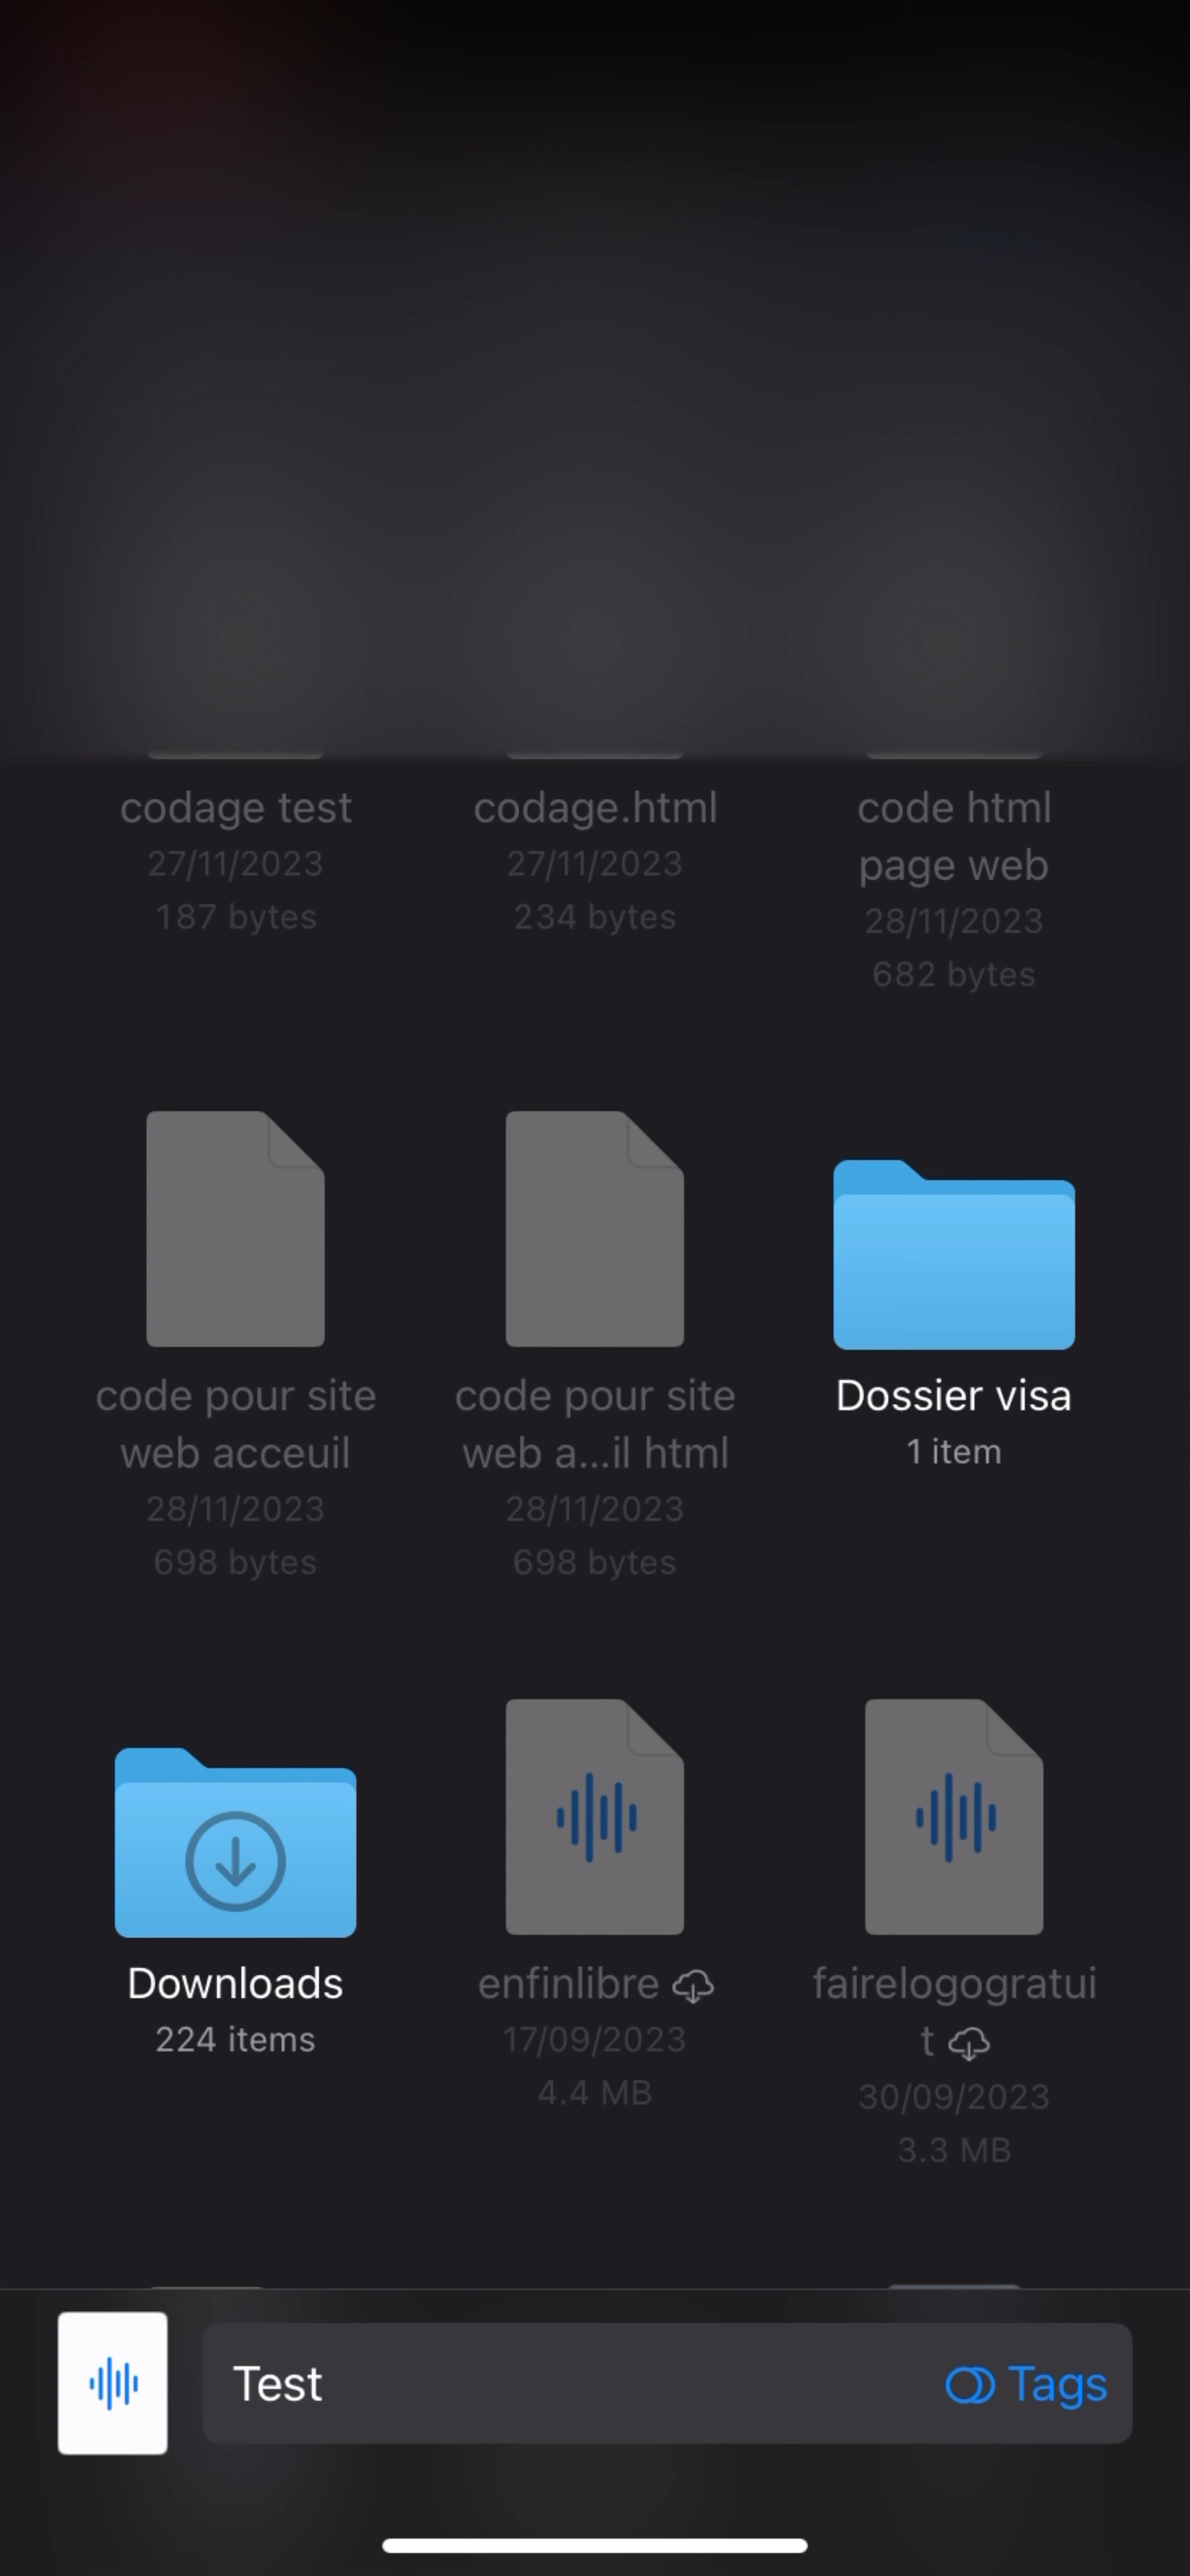 codage test
27/11/2023
187 bytes
codage.html
27/11/2023
234 bytes
code html
page web
28/11/2023
682 bytes
code pour site
web acceuil
28/11/2023
698 bytes
code pour site
web a...il html
28/11/2023
698 bytes
Dossier visa
1 item
Downloads
224 items
enfinlibre
17/09/2023
4.4 MB
fairelogogratui
t
30/09/2023
3.3 MB
Test
Tags